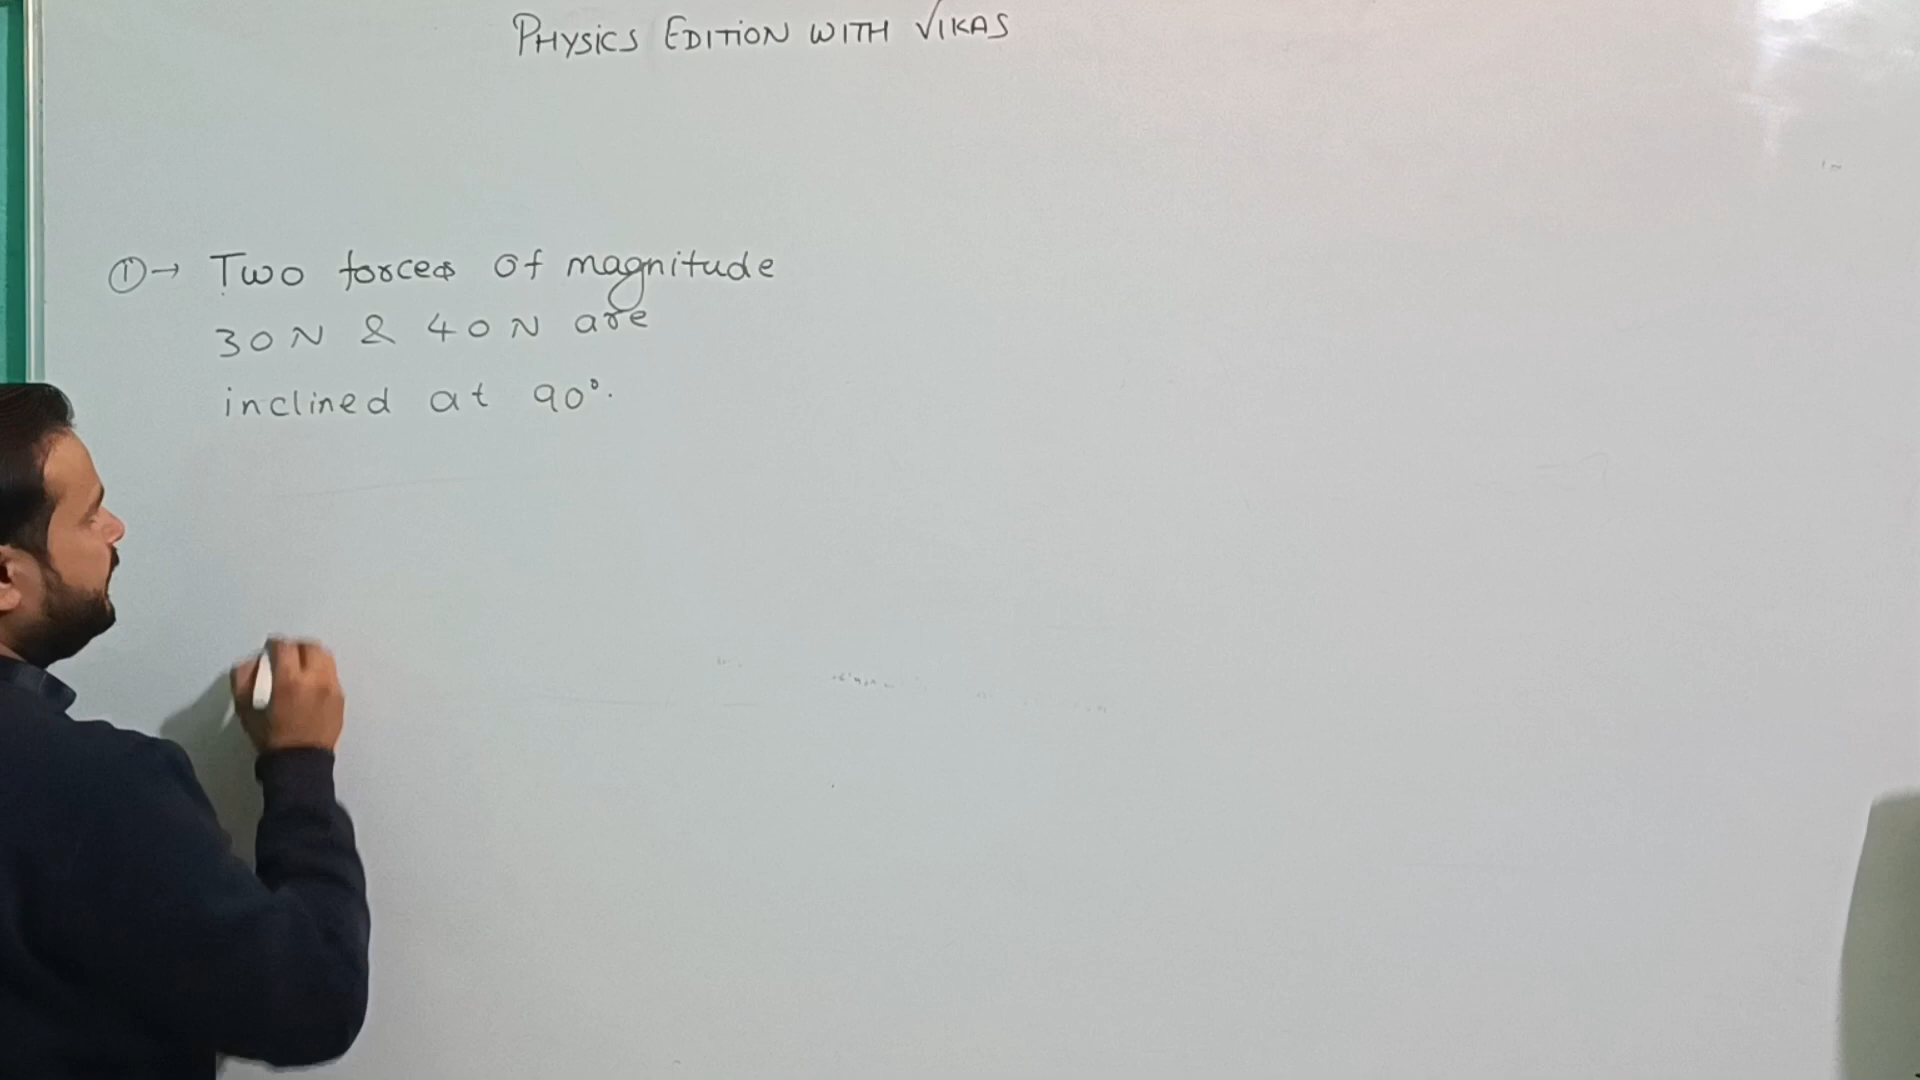 PHYSICS EDITION WITH VIKAS
①→ Two forces of magnitude
30 N & 40 N are
inclined at 90°.